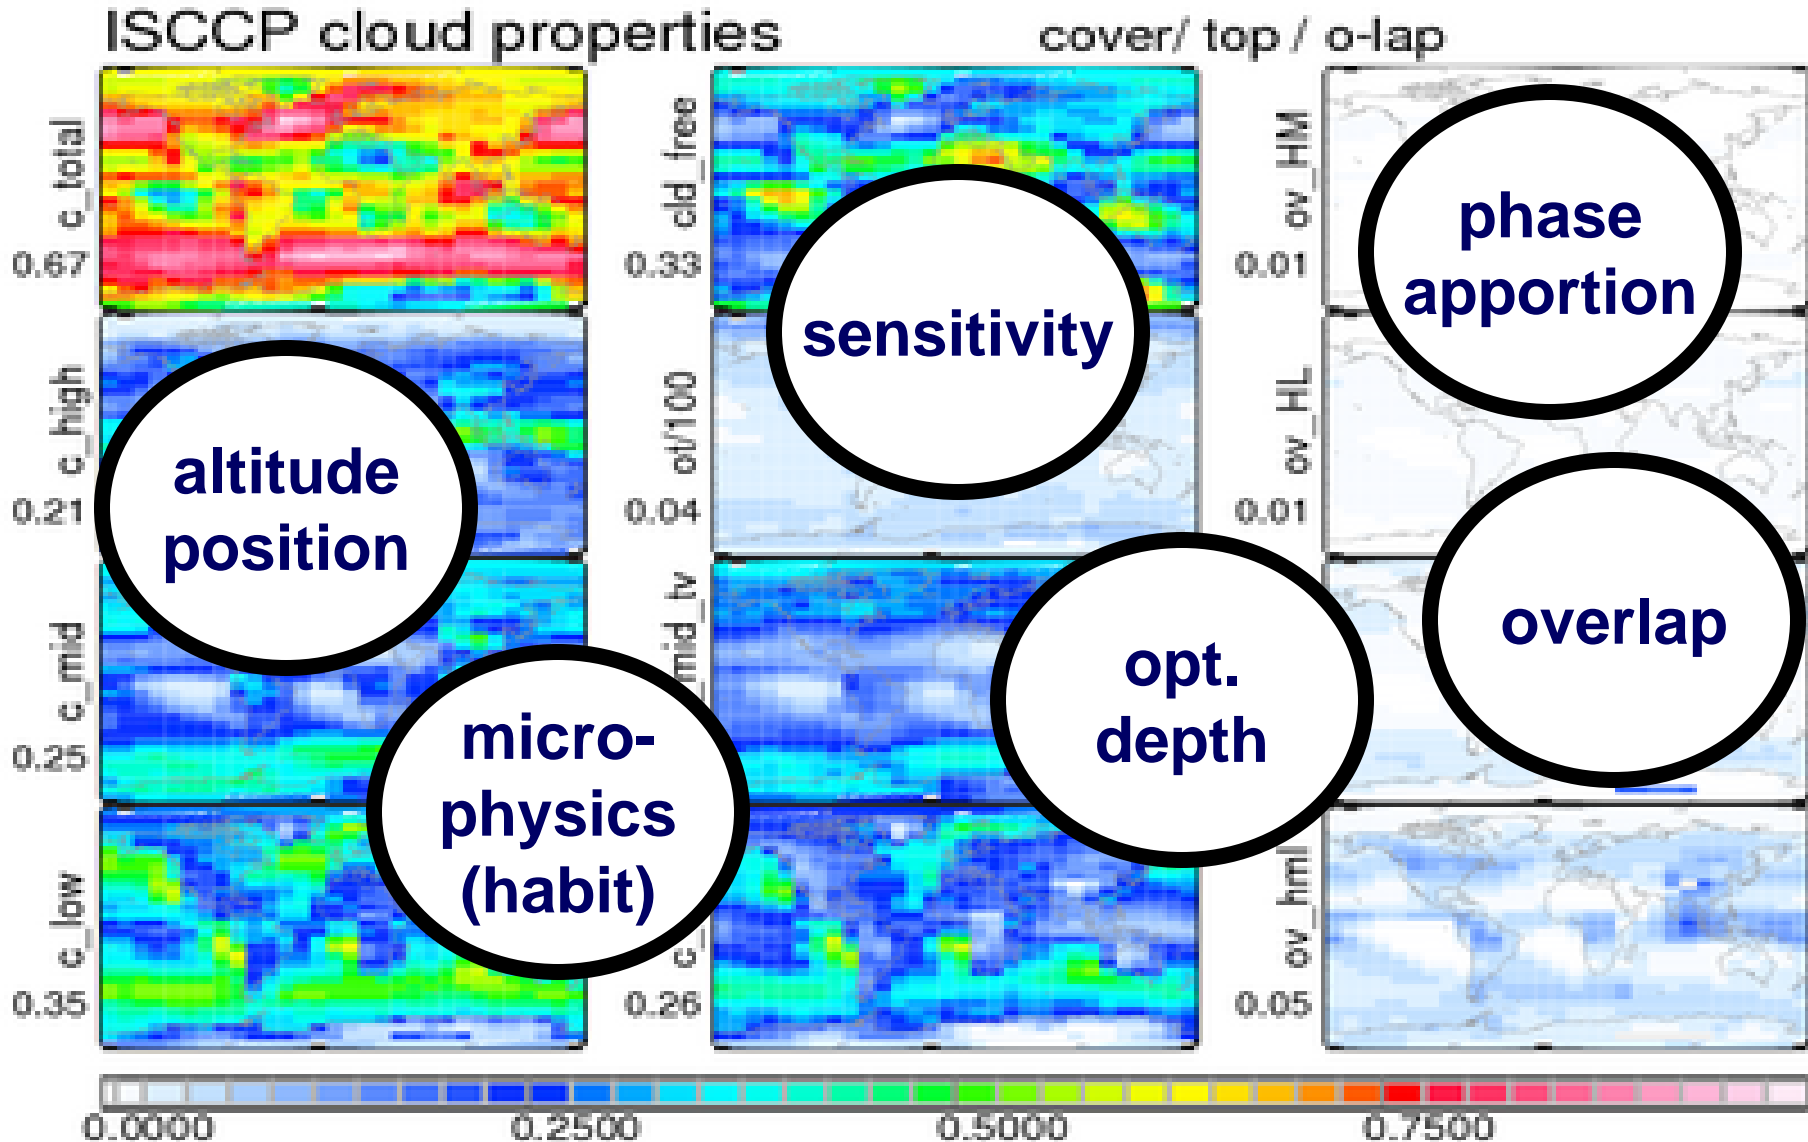 ISCCP cloud properties
cover/ top / o-lap
c_total
0.67
cld_free
0.33
ov_HM
0.01
phase
apportion
sensitivity
c_high
0.21
altitude
position
ot/100
0.04
ov_HL
0.01
c_mid
0.25
mid_tv
opt.
depth
overlap
micro-
physics
(habit)
c_low
0.35
0.26
ov_hml
0.05
0.0000
0.2500
0.5000
0.7500